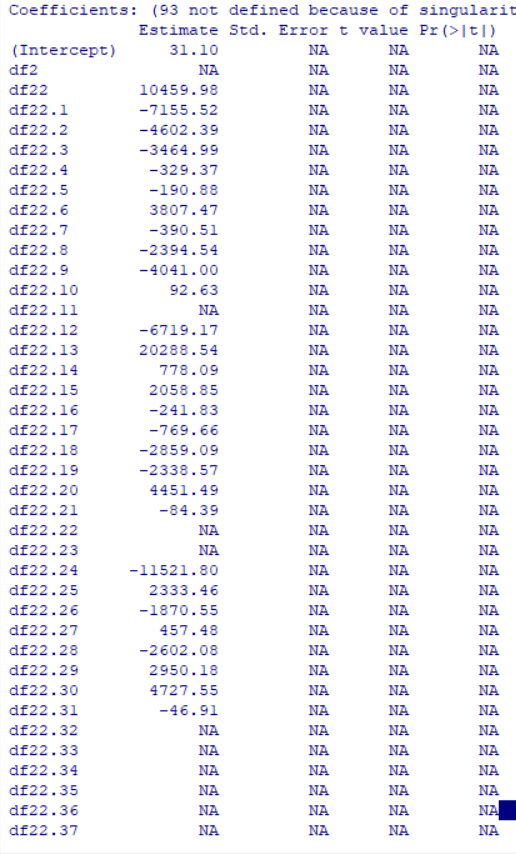 Coefficients: (93 not defined because of singularit
Estimate Std. Error t value Pr(>|t|)
(Intercept) 31.10 NA NA NA
df2 NA NA NA NA
df22 10459.98 NA NA NA
df22.1 -7155.52 NA NA NA
df22.2 -4602.39 NA NA NA
df22.3 -3464.99 NA NA NA
df22.4 -329.37 NA NA NA
df22.5 -190.88 NA NA NA
df22.6 3807.47 NA NA NA
df22.7 -390.51 NA NA NA
df22.8 -2394.54 NA NA NA
df22.9 -4041.00 NA NA NA
df22.10 92.63 NA NA NA
df22.11 NA NA NA NA
df22.12 -6719.17 NA NA NA
df22.13 20288.54 NA NA NA
df22.14 778.09 NA NA NA
df22.15 2058.85 NA NA NA
df22.16 -241.83 NA NA NA
df22.17 -769.66 NA NA NA
df22.18 -2859.09 NA NA NA
df22.19 -2338.57 NA NA NA
df22.20 4451.49 NA NA NA
df22.21 -84.39 NA NA NA
df22.22 NA NA NA NA
df22.23 NA NA NA NA
df22.24 -11521.80 NA NA NA
df22.25 2333.46 NA NA NA
df22.26 -1870.55 NA NA NA
df22.27 457.48 NA NA NA
df22.28 -2602.08 NA NA NA
df22.29 2950.18 NA NA NA
df22.30 4727.55 NA NA NA
df22.31 -46.91 NA NA NA
df22.32 NA NA NA NA
df22.33 NA NA NA NA
df22.34 NA NA NA NA
df22.35 NA NA NA NA
df22.36 NA NA NA NA
df22.37 NA NA NA NA